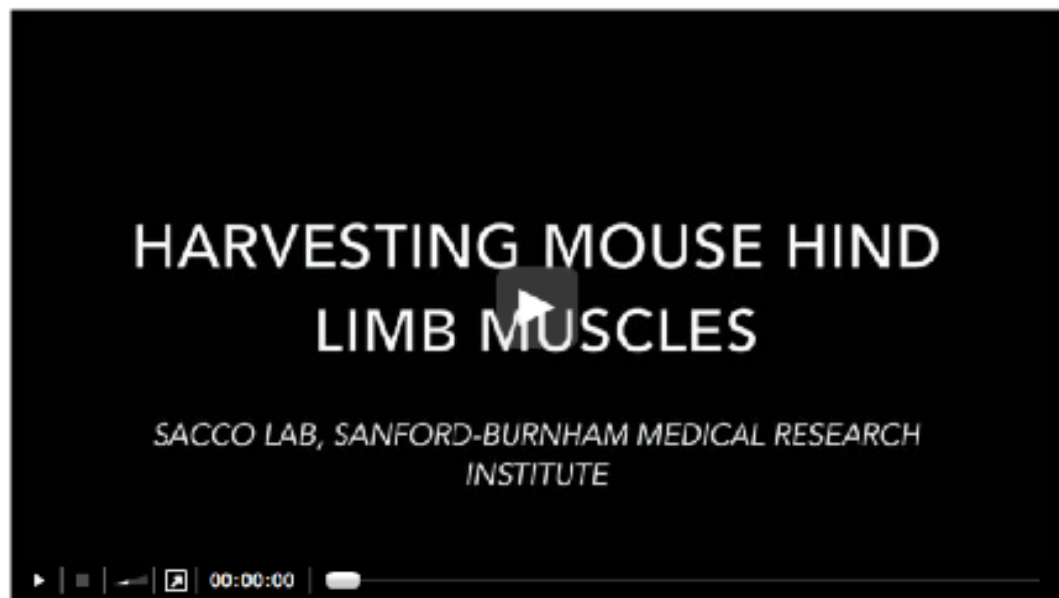 HARVESTING MOUSE HIND
LIMB MUSCLES
SACCO LAB, SANFORD-BURNHAM MEDICAL RESEARCH
INSTITUTE
00:00:00